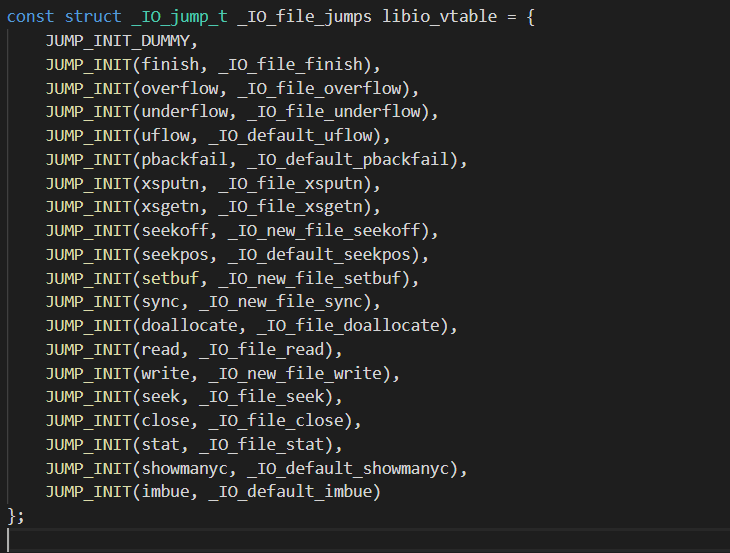 const struct _IO_jump_t _IO_file_jumps libio_vtable = {
    JUMP_INIT_DUMMY,
    JUMP_INIT(finish, _IO_file_finish),
    JUMP_INIT(overflow, _IO_file_overflow),
    JUMP_INIT(underflow, _IO_file_underflow),
    JUMP_INIT(uflow, _IO_default_uflow),
    JUMP_INIT(pbackfail, _IO_default_pbackfail),
    JUMP_INIT(xsputn, _IO_file_xsputn),
    JUMP_INIT(xsgetn, _IO_file_xsgetn),
    JUMP_INIT(seekoff, _IO_new_file_seekoff),
    JUMP_INIT(seekpos, _IO_default_seekpos),
    JUMP_INIT(setbuf, _IO_new_file_setbuf),
    JUMP_INIT(sync, _IO_new_file_sync),
    JUMP_INIT(doallocate, _IO_file_doallocate),
    JUMP_INIT(read, _IO_file_read),
    JUMP_INIT(write, _IO_new_file_write),
    JUMP_INIT(seek, _IO_file_seek),
    JUMP_INIT(close, _IO_file_close),
    JUMP_INIT(stat, _IO_file_stat),
    JUMP_INIT(showmanyc, _IO_default_showmanyc),
    JUMP_INIT(imbue, _IO_default_imbue)
};